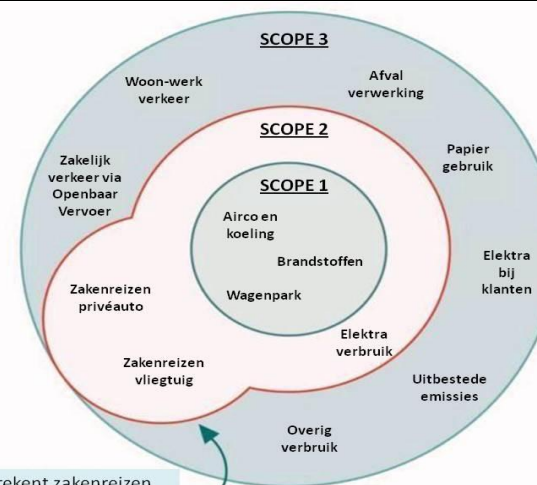 SCOPE 3
Woon-werk
verkeer
Afval
verwerking
SCOPE 2
Zakelijk
verkeer via
Openbaar
Vervoer
Papier
gebruik
SCOPE 1
Airco en
koeling
Brandstoffen
Wagenpark
Elektra
bij
klanten
Zakenreizen
privéauto
Elektra
verbruik
Zakenreizen
vliegtuig
Uitbestede
emissies
Overig
verbruik
zakenreizen